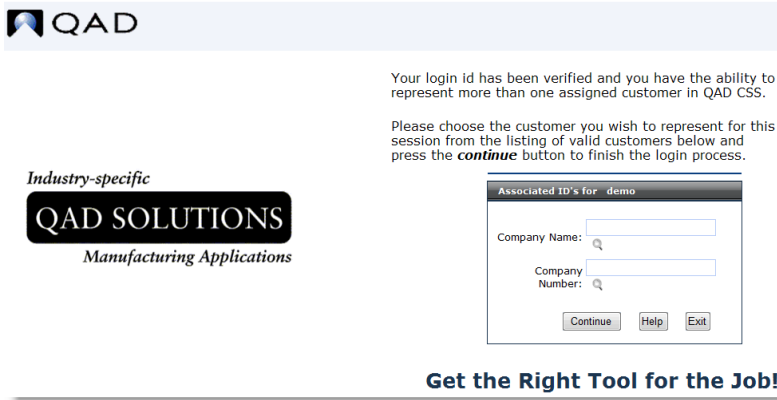 QAD
Your login id has been verified and you have the ability to
represent more than one assigned customer in QAD CSS.
Please choose the customer you wish to represent for this
session from the listing of valid customers below and
press the continue button to finish the login process.
Industry-specific
QAD SOLUTIONS
Manufacturing Applications
Associated ID's for demo
Company Name:
Company
Number:
Continue Help Exit
Get the Right Tool for the Job!